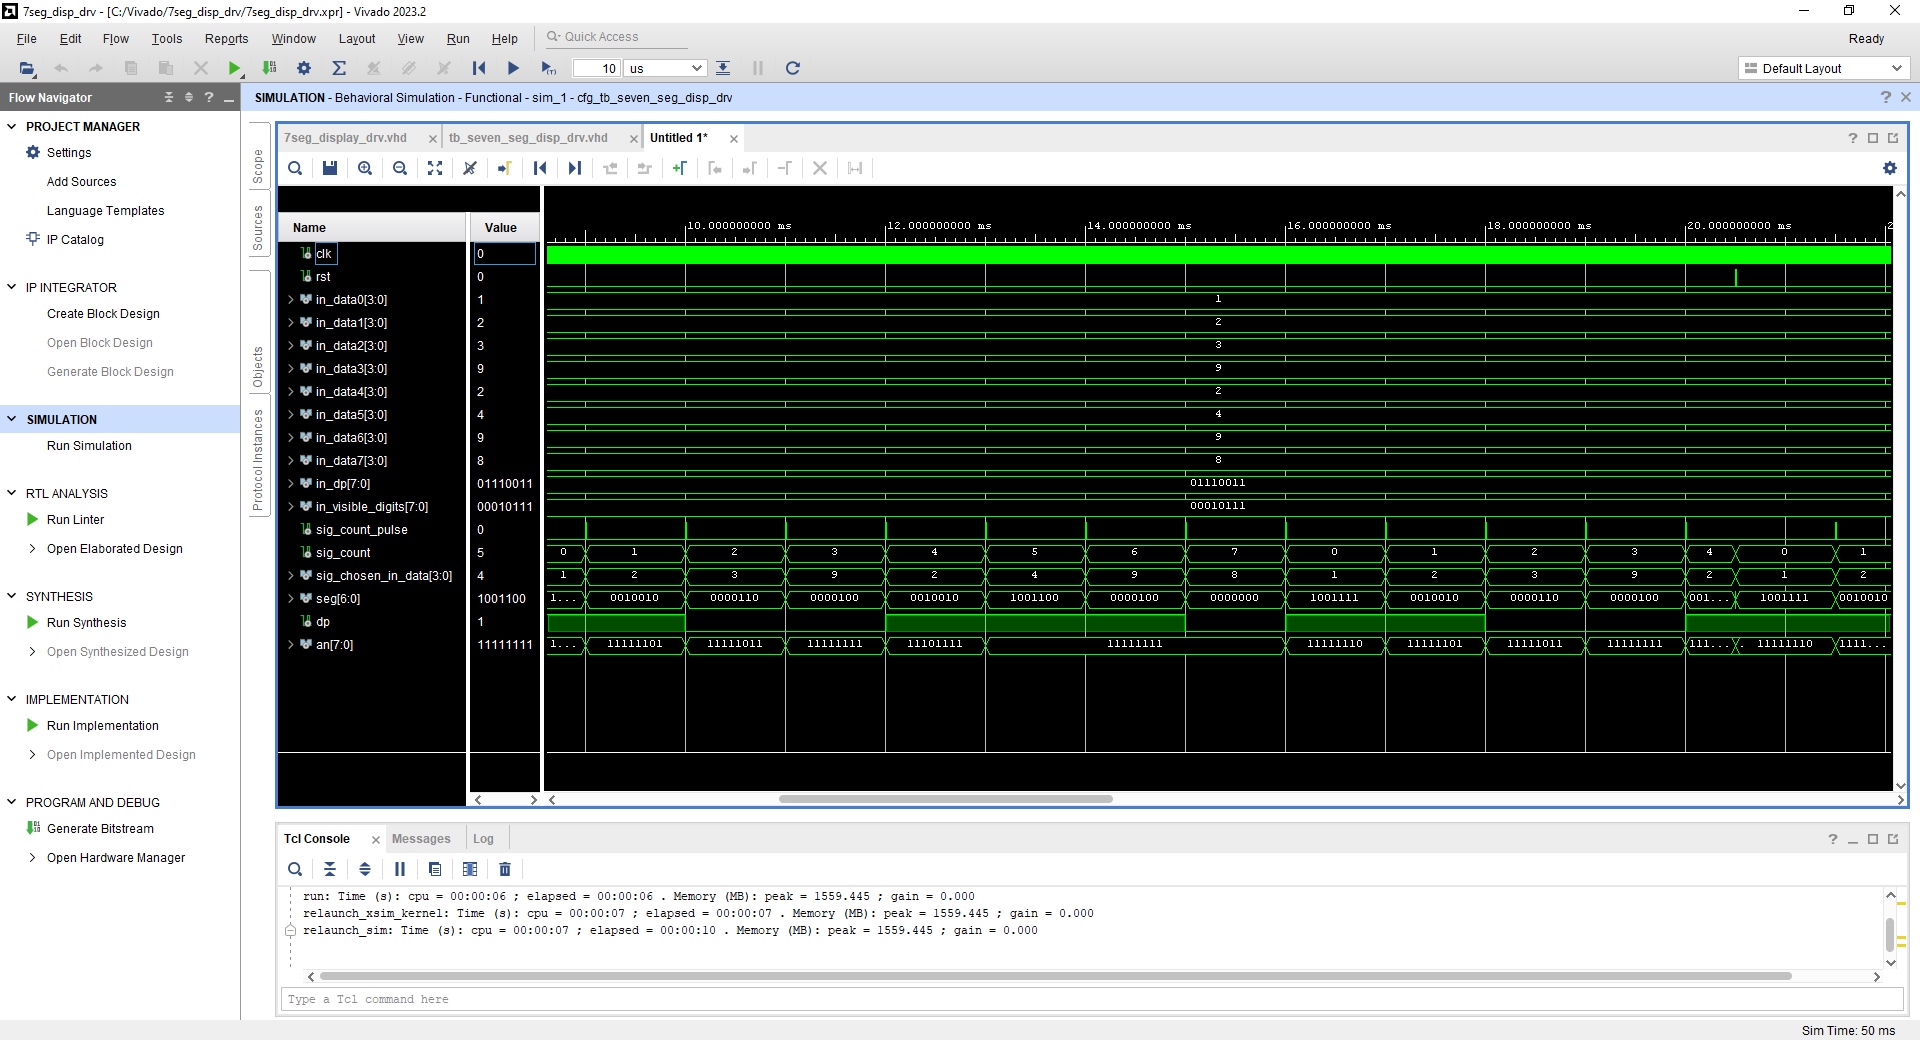 7seg_disp_drv - [C:/Vivado/7seg_disp_drv/7seg_disp_drv.xpr] - Vivado 2023.2
File Edit Flow Tools Reports Window Layout View Run Help Quick Access Ready
10 us Default Layout
Flow Navigator
SIMULATION - Behavioral Simulation - Functional - sim_1 - cfg_tb_seven_seg_disp_drv
PROJECT MANAGER
Settings
Add Sources
Language Templates
IP Catalog
IP INTEGRATOR
Create Block Design
Open Block Design
Generate Block Design
SIMULATION
Run Simulation
RTL ANALYSIS
Run Linter
Open Elaborated Design
SYNTHESIS
Run Synthesis
Open Synthesized Design
IMPLEMENTATION
Run Implementation
Open Implemented Design
PROGRAM AND DEBUG
Generate Bitstream
Open Hardware Manager
Scope
Sources
Objects
Protocol Instances
7seg_display_drv.vhd tb_seven_seg_disp_drv.vhd Untitled 1*
Name Value
10.000000000 ms 12.000000000 ms 14.000000000 ms 16.000000000 ms 18.000000000 ms 20.000000000 ms 2
clk 0
rst 0
in_data0[3:0] 1 1
in_data1[3:0] 2 2
in_data2[3:0] 3 3
in_data3[3:0] 9 9
in_data4[3:0] 2 2
in_data5[3:0] 4 4
in_data6[3:0] 9 9
in_data7[3:0] 8 8
in_dp[7:0] 01110011 01110011
in_visible_digits[7:0] 00010111 00010111
sig_count_pulse 0
sig_count 5 0 1 2 3 4 5 6 7 0 1 2 3 4 0 1
sig_chosen_in_data[3:0] 4 1 2 3 9 2 4 9 8 1 2 3 9 2 1 2
seg[6:0] 1001100 1... 0010010 0000110 0000100 0010010 1001100 0000100 0000000 1001111 0010010 0000110 0000100 001... 1001111 0010010
dp 1
an[7:0] 11111111 1... 11111101 11111011 11111111 11101111 11111111 11111110 11111101 11111011 11111111 111... . 11111110 1111...
Tcl Console Messages Log
run: Time (s): cpu = 00:00:06 ; elapsed = 00:00:06 . Memory (MB): peak = 1559.445 ; gain = 0.000
relaunch_xsim_kernel: Time (s): cpu = 00:00:07 ; elapsed = 00:00:07 . Memory (MB): peak = 1559.445 ; gain = 0.000
relaunch_sim: Time (s): cpu = 00:00:07 ; elapsed = 00:00:10 . Memory (MB): peak = 1559.445 ; gain = 0.000
Type a Tcl command here
Sim Time: 50 ms